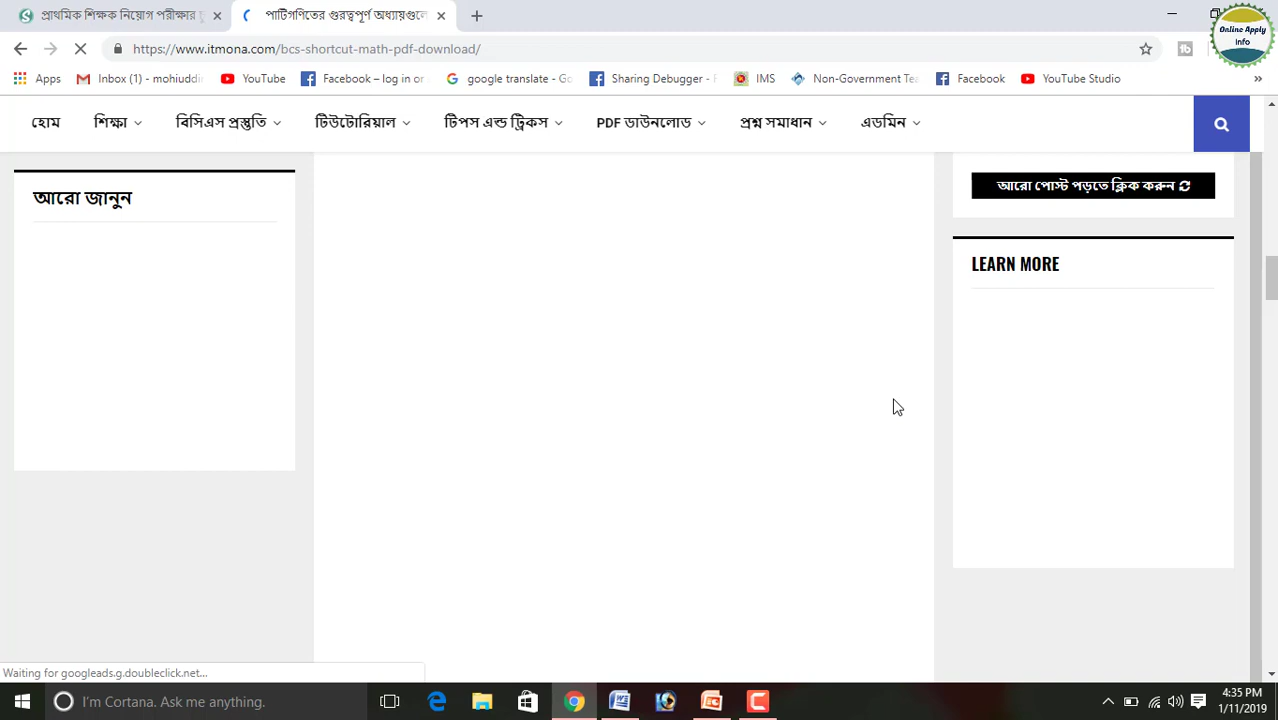 প্রাথমিক শিক্ষক নিয়োগ পরীক্ষার
পাটিগণিতের গুরত্বপূর্ণ অধ্যায়গুলো
https://www.itmona.com/bcs-shortcut-math-pdf-download/
Online Apply
Info
Apps
Inbox (1) - mohiuddi
YouTube
Facebook – log in or
google translate - Go
Sharing Debugger - F
IMS
Non-Government Tea
Facebook
YouTube Studio
হোম
শিক্ষা
বিসিএস প্রস্তুতি
টিউটোরিয়াল
টিপস এন্ড ট্রিকস
PDF ডাউনলোড
প্রশ্ন সমাধান
এডমিন
আরো পোস্ট পড়তে ক্লিক করুন
আরো জানুন
LEARN MORE
Waiting for googleads.g.doubleclick.net...
I'm Cortana. Ask me anything.
4:35 PM
1/11/2019